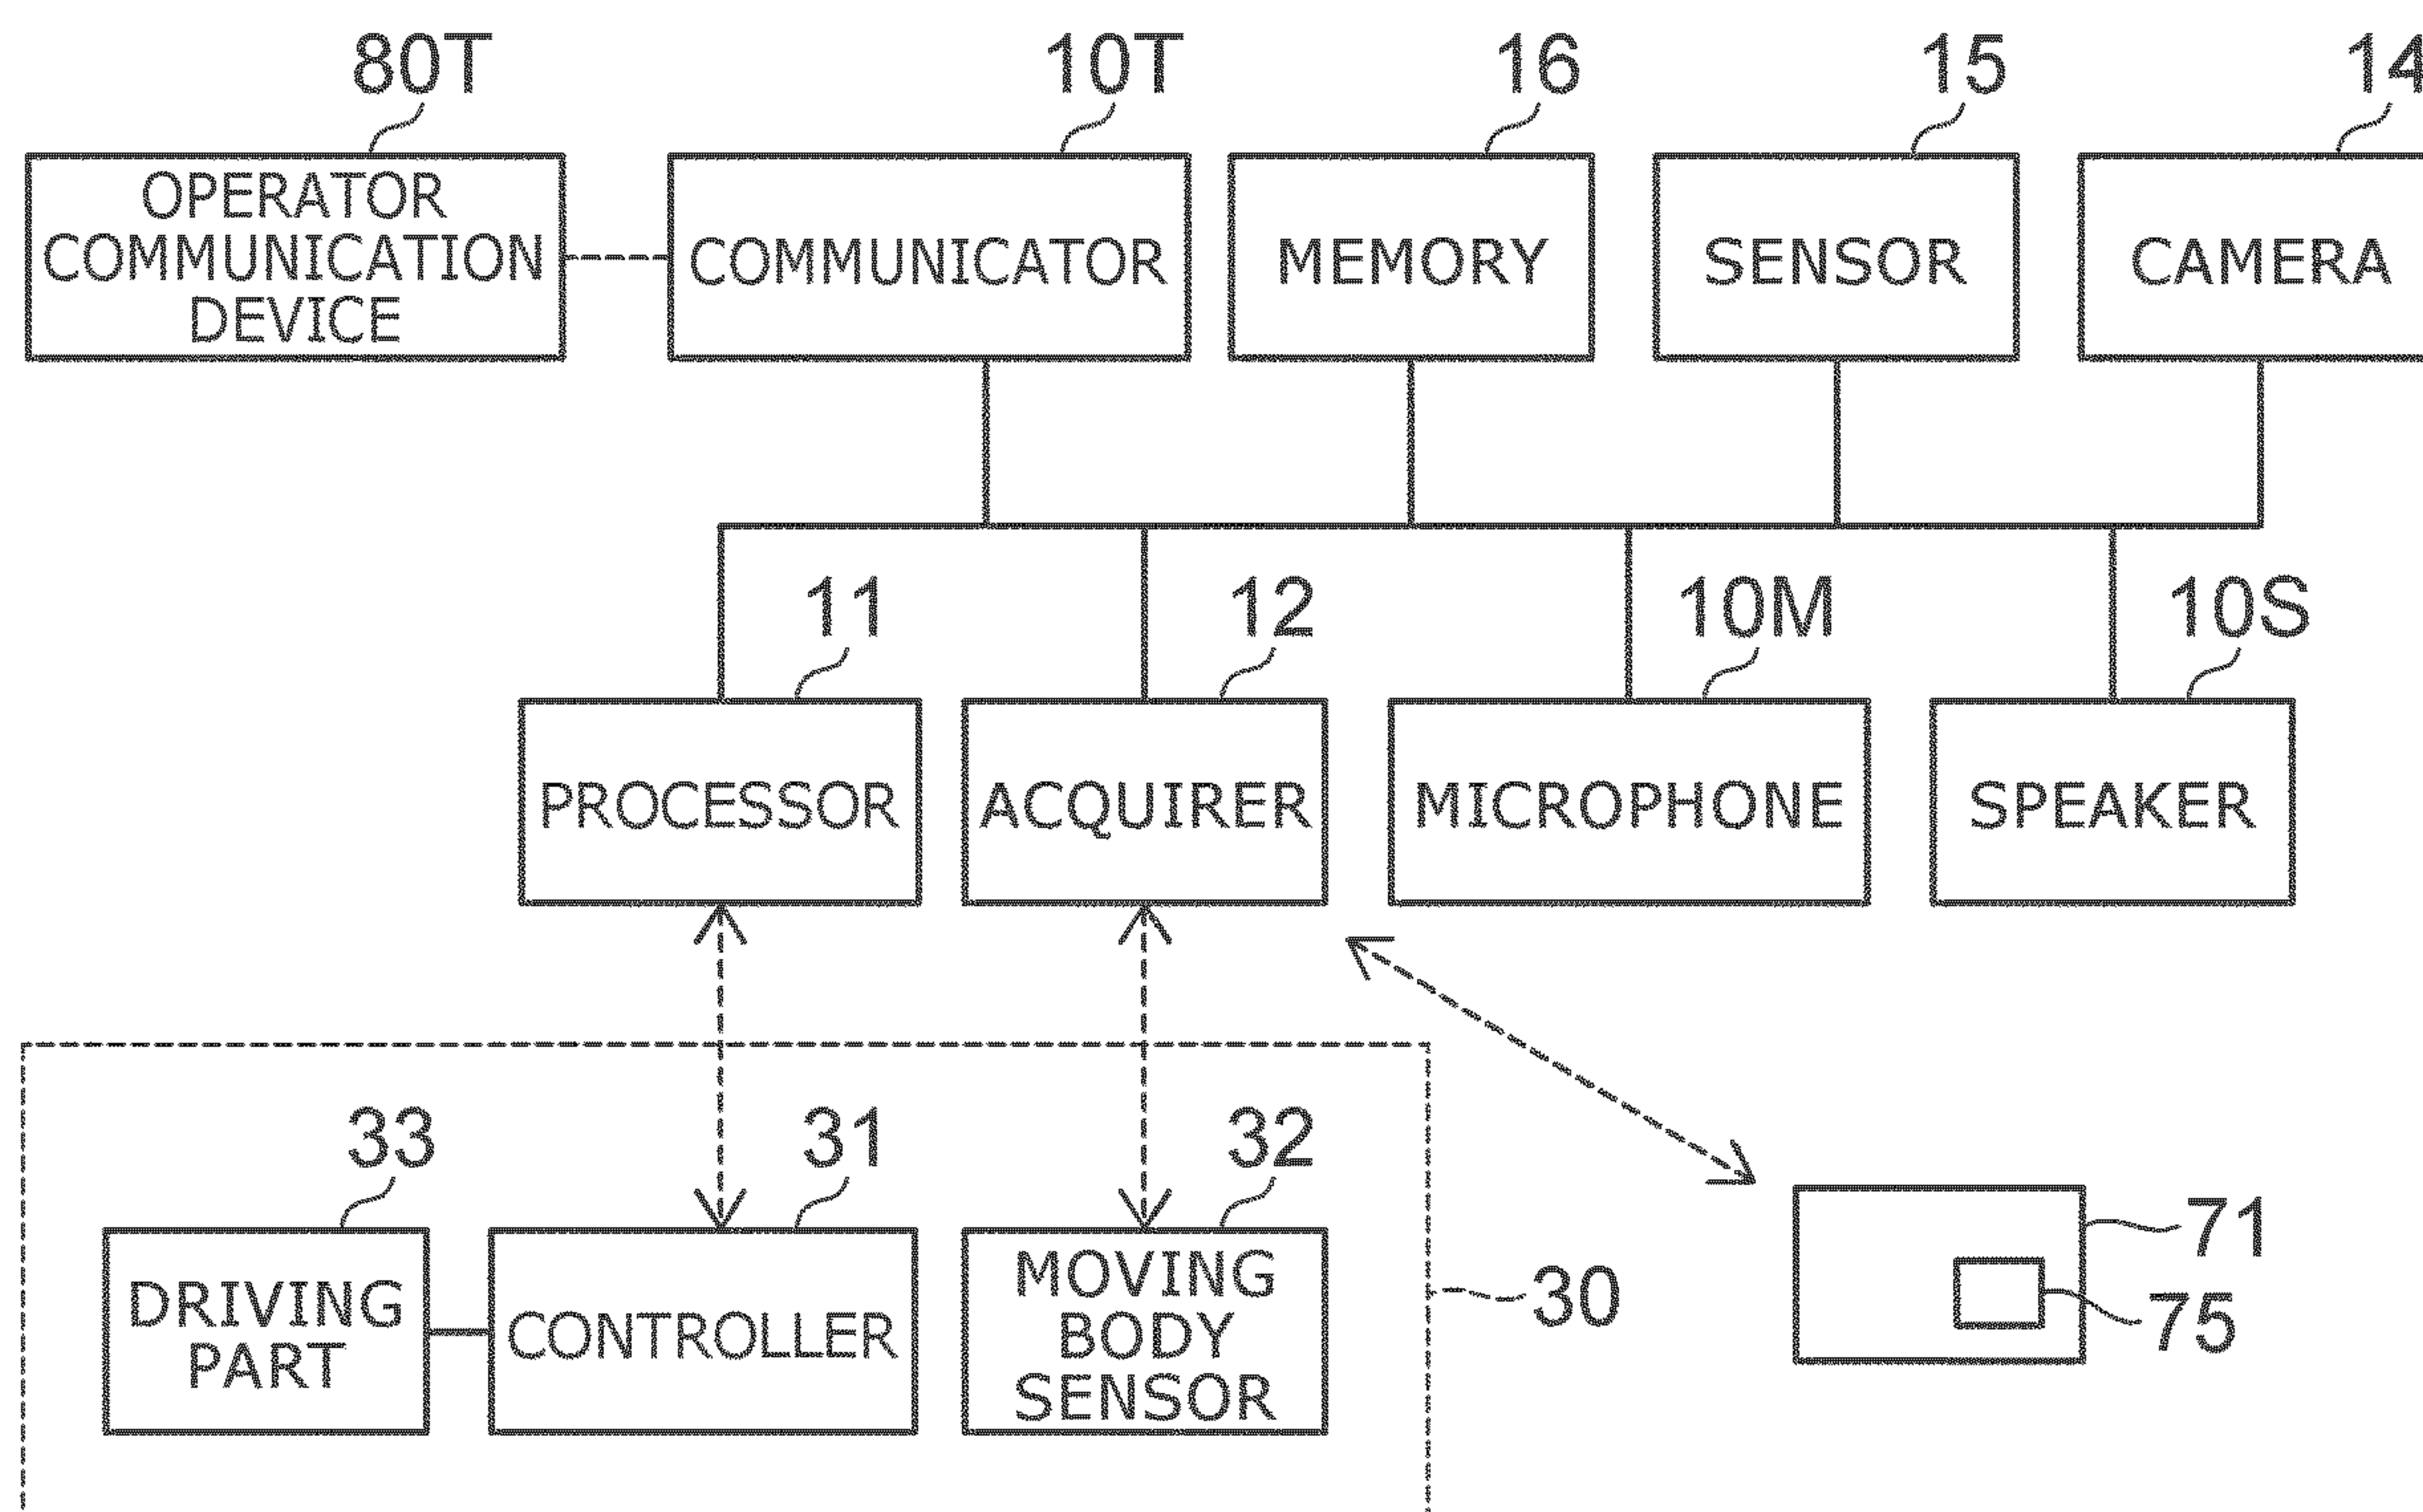 80T 10T 16 15 14
OPERATOR
COMMUNICATION
DEVICE
COMMUNICATOR
MEMORY
SENSOR
CAMERA
11 12 10M 10S
PROCESSOR
ACQUIRER
MICROPHONE
SPEAKER
33 31 32
DRIVING
PART
CONTROLLER
MOVING
BODY
SENSOR
30
71
75